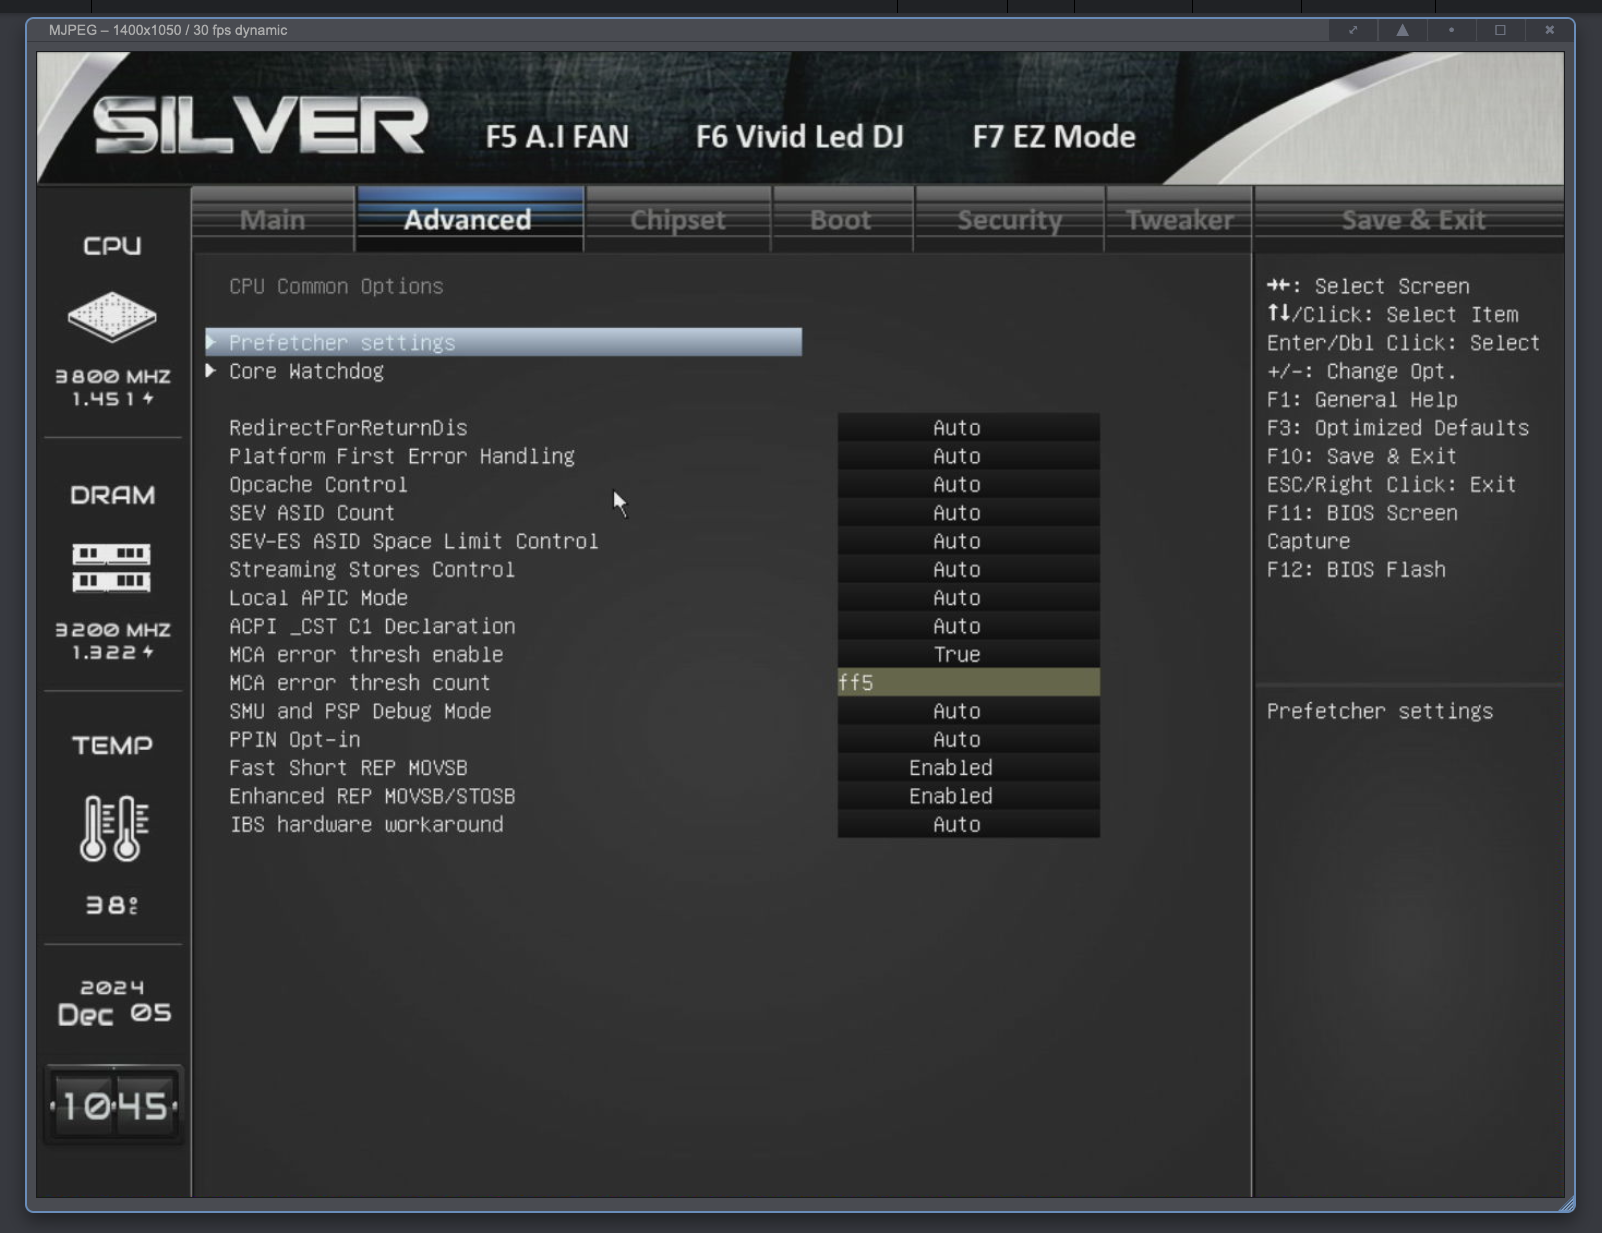 MJPEG – 1400x1050 / 30 fps dynamic
SILVER
F5 A.I FAN
F6 Vivid Led DJ
F7 EZ Mode
Main
Advanced
Chipset
Boot
Security
Tweaker
Save & Exit
CPU
3800 MHZ
1.451
DRAM
3200 MHZ
1.322
TEMP
38°C
2024
Dec 05
10:45
CPU Common Options
Prefetcher settings
Core Watchdog
RedirectForReturnDis Auto
Platform First Error Handling Auto
Opcache Control Auto
SEV ASID Count Auto
SEV-ES ASID Space Limit Control Auto
Streaming Stores Control Auto
Local APIC Mode Auto
ACPI _CST C1 Declaration Auto
MCA error thresh enable True
MCA error thresh count ff5
SMU and PSP Debug Mode Auto
PPIN Opt-in Auto
Fast Short REP MOVSB Enabled
Enhanced REP MOVSB/STOSB Enabled
IBS hardware workaround Auto
→←: Select Screen
↑↓/Click: Select Item
Enter/Dbl Click: Select
+/-: Change Opt.
F1: General Help
F3: Optimized Defaults
F10: Save & Exit
ESC/Right Click: Exit
F11: BIOS Screen
Capture
F12: BIOS Flash
Prefetcher settings